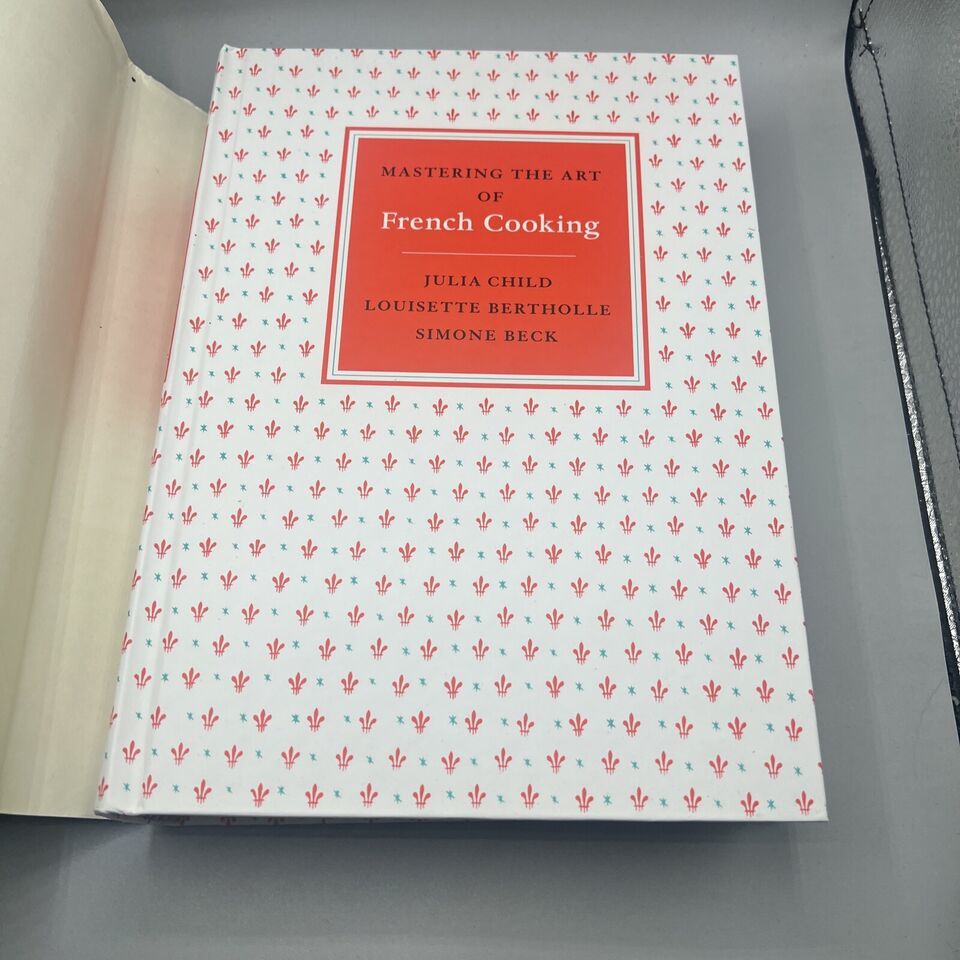 MASTERING THE ART
OF
French Cooking
JULIA CHILD
LOUISETTE BERTHOLLE
SIMONE BECK